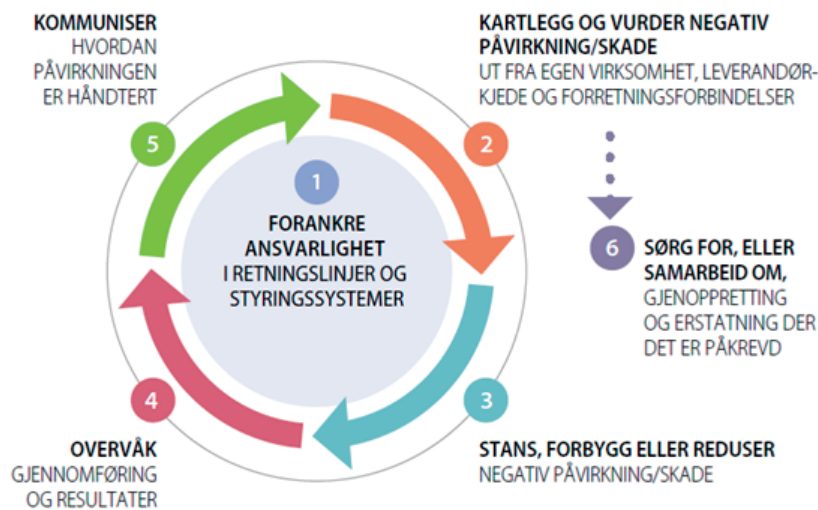 1
FORANKRE
ANSVARLIGHET
I RETNINGSLINJER OG
STYRINGSSYSTEMER
2
KARTLEGG OG VURDER NEGATIV
PÅVIRKNING/SKADE
UT FRA EGEN VIRKSOMHET, LEVERANDØR-
KJEDE OG FORRETNINGSFORBINDELSER
3
STANS, FORBYGG ELLER REDUSER
NEGATIV PÅVIRKNING/SKADE
4
OVERVÅK
GJENNOMFØRING
OG RESULTATER
5
KOMMUNISER
HVORDAN
PÅVIRKNINGEN
ER HÅNDTERT
6
SØRG FOR, ELLER
SAMARBEID OM,
GJENOPPRETTING
OG ERSTATNING DER
DET ER PÅKREVD